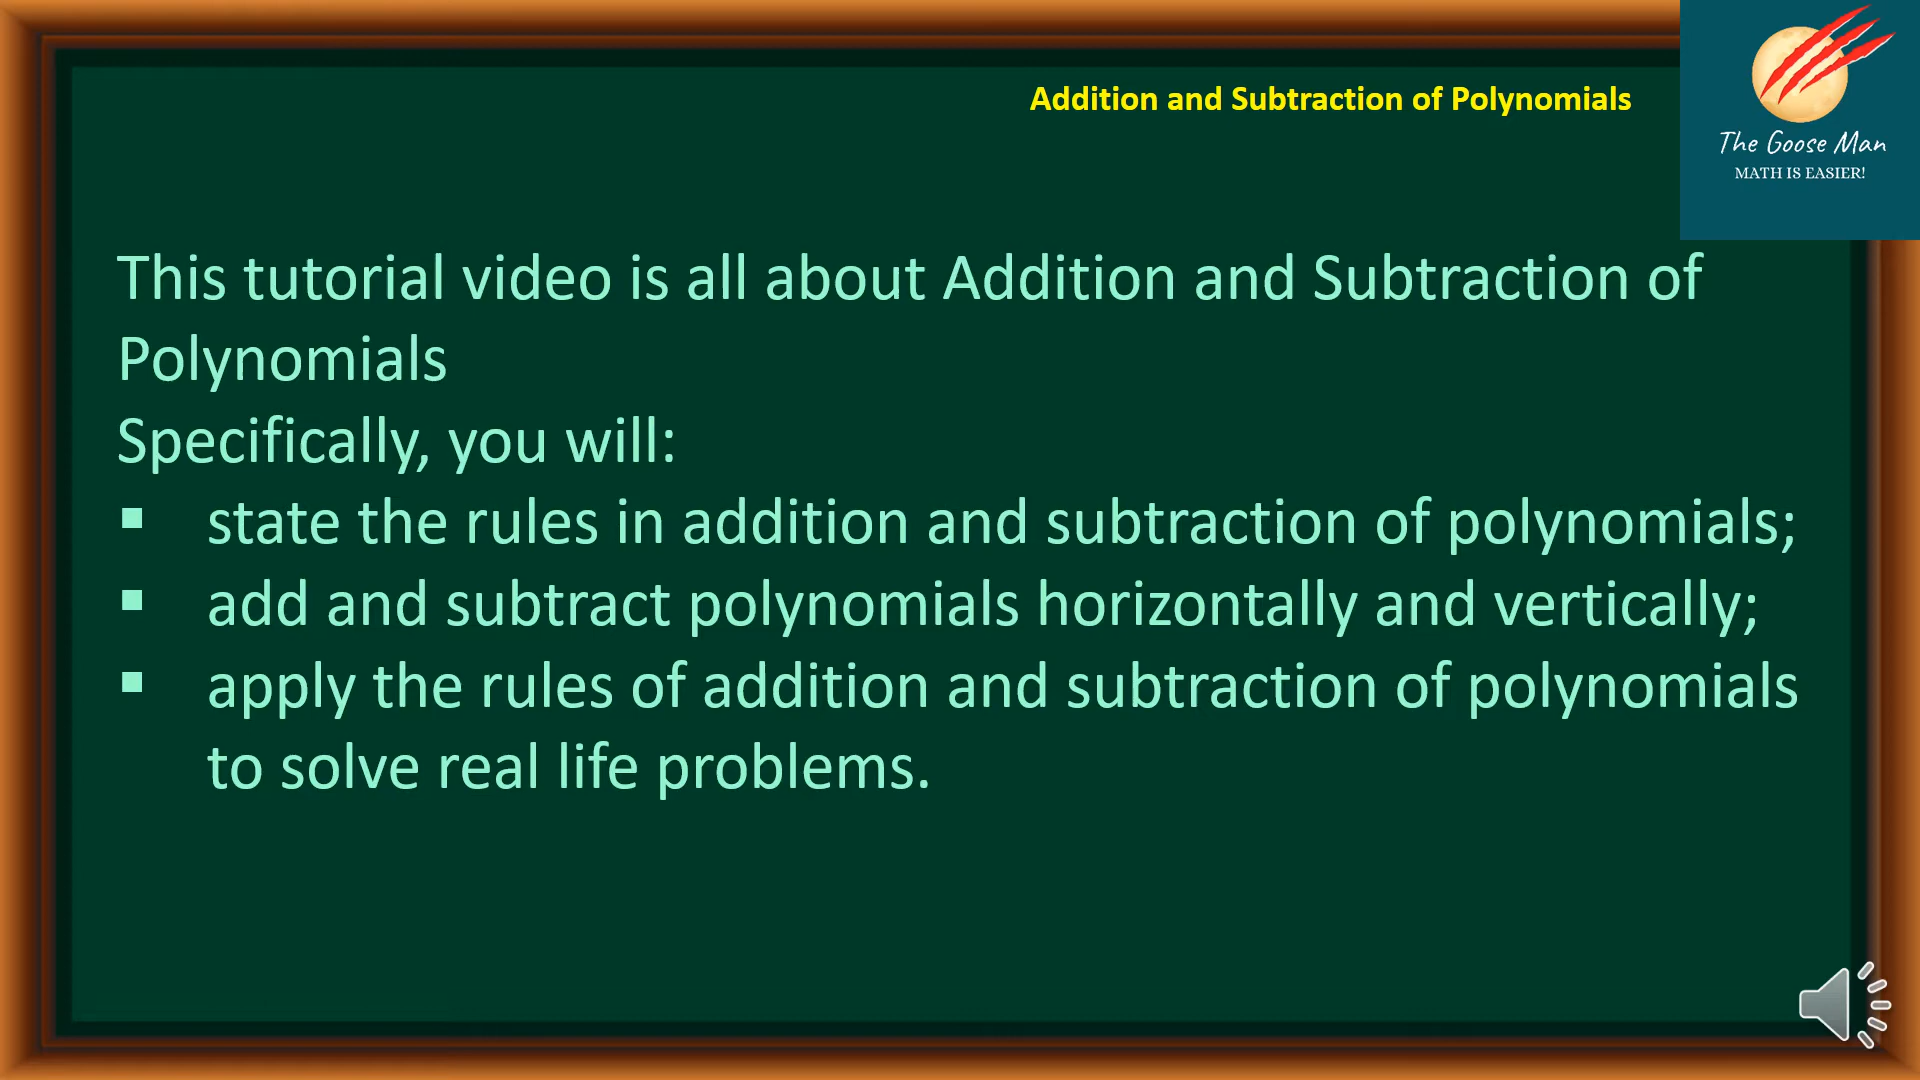 Addition and Subtraction of Polynomials
The Goose Man
MATH IS EASIER!
This tutorial video is all about Addition and Subtraction of
Polynomials
Specifically, you will:
▪ state the rules in addition and subtraction of polynomials;
▪ add and subtract polynomials horizontally and vertically;
▪ apply the rules of addition and subtraction of polynomials
to solve real life problems.